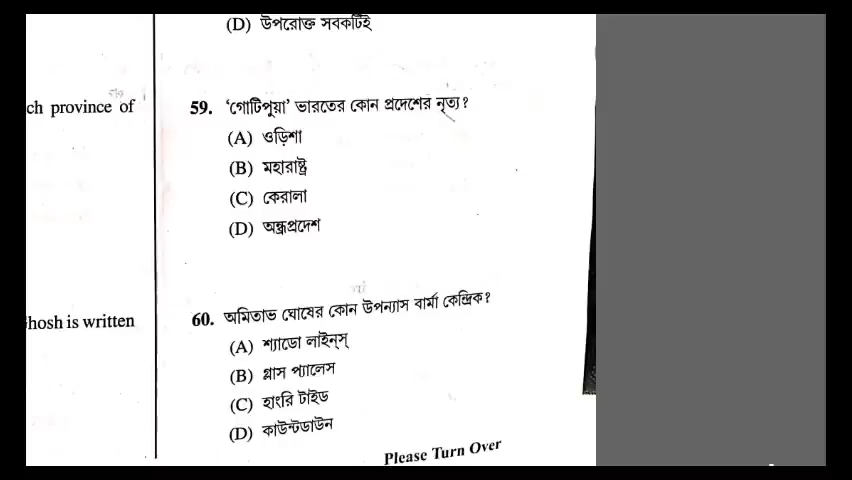 (D) উপরোক্ত সবকটিই
ch province of
59. ‘গোটিপুয়া’ ভারতের কোন প্রদেশের নৃত্য?
(A) ওড়িশা
(B) মহারাষ্ট্র
(C) কেরালা
(D) অন্ধ্রপ্রদেশ
hosh is written
60. অমিতাভ ঘোষের কোন উপন্যাস বার্মা কেন্দ্রিক?
(A) শ্যাডো লাইন্‌স্
(B) গ্লাস প্যালেস
(C) হাংরি টাইড
(D) কাউন্টডাউন
Please Turn Over